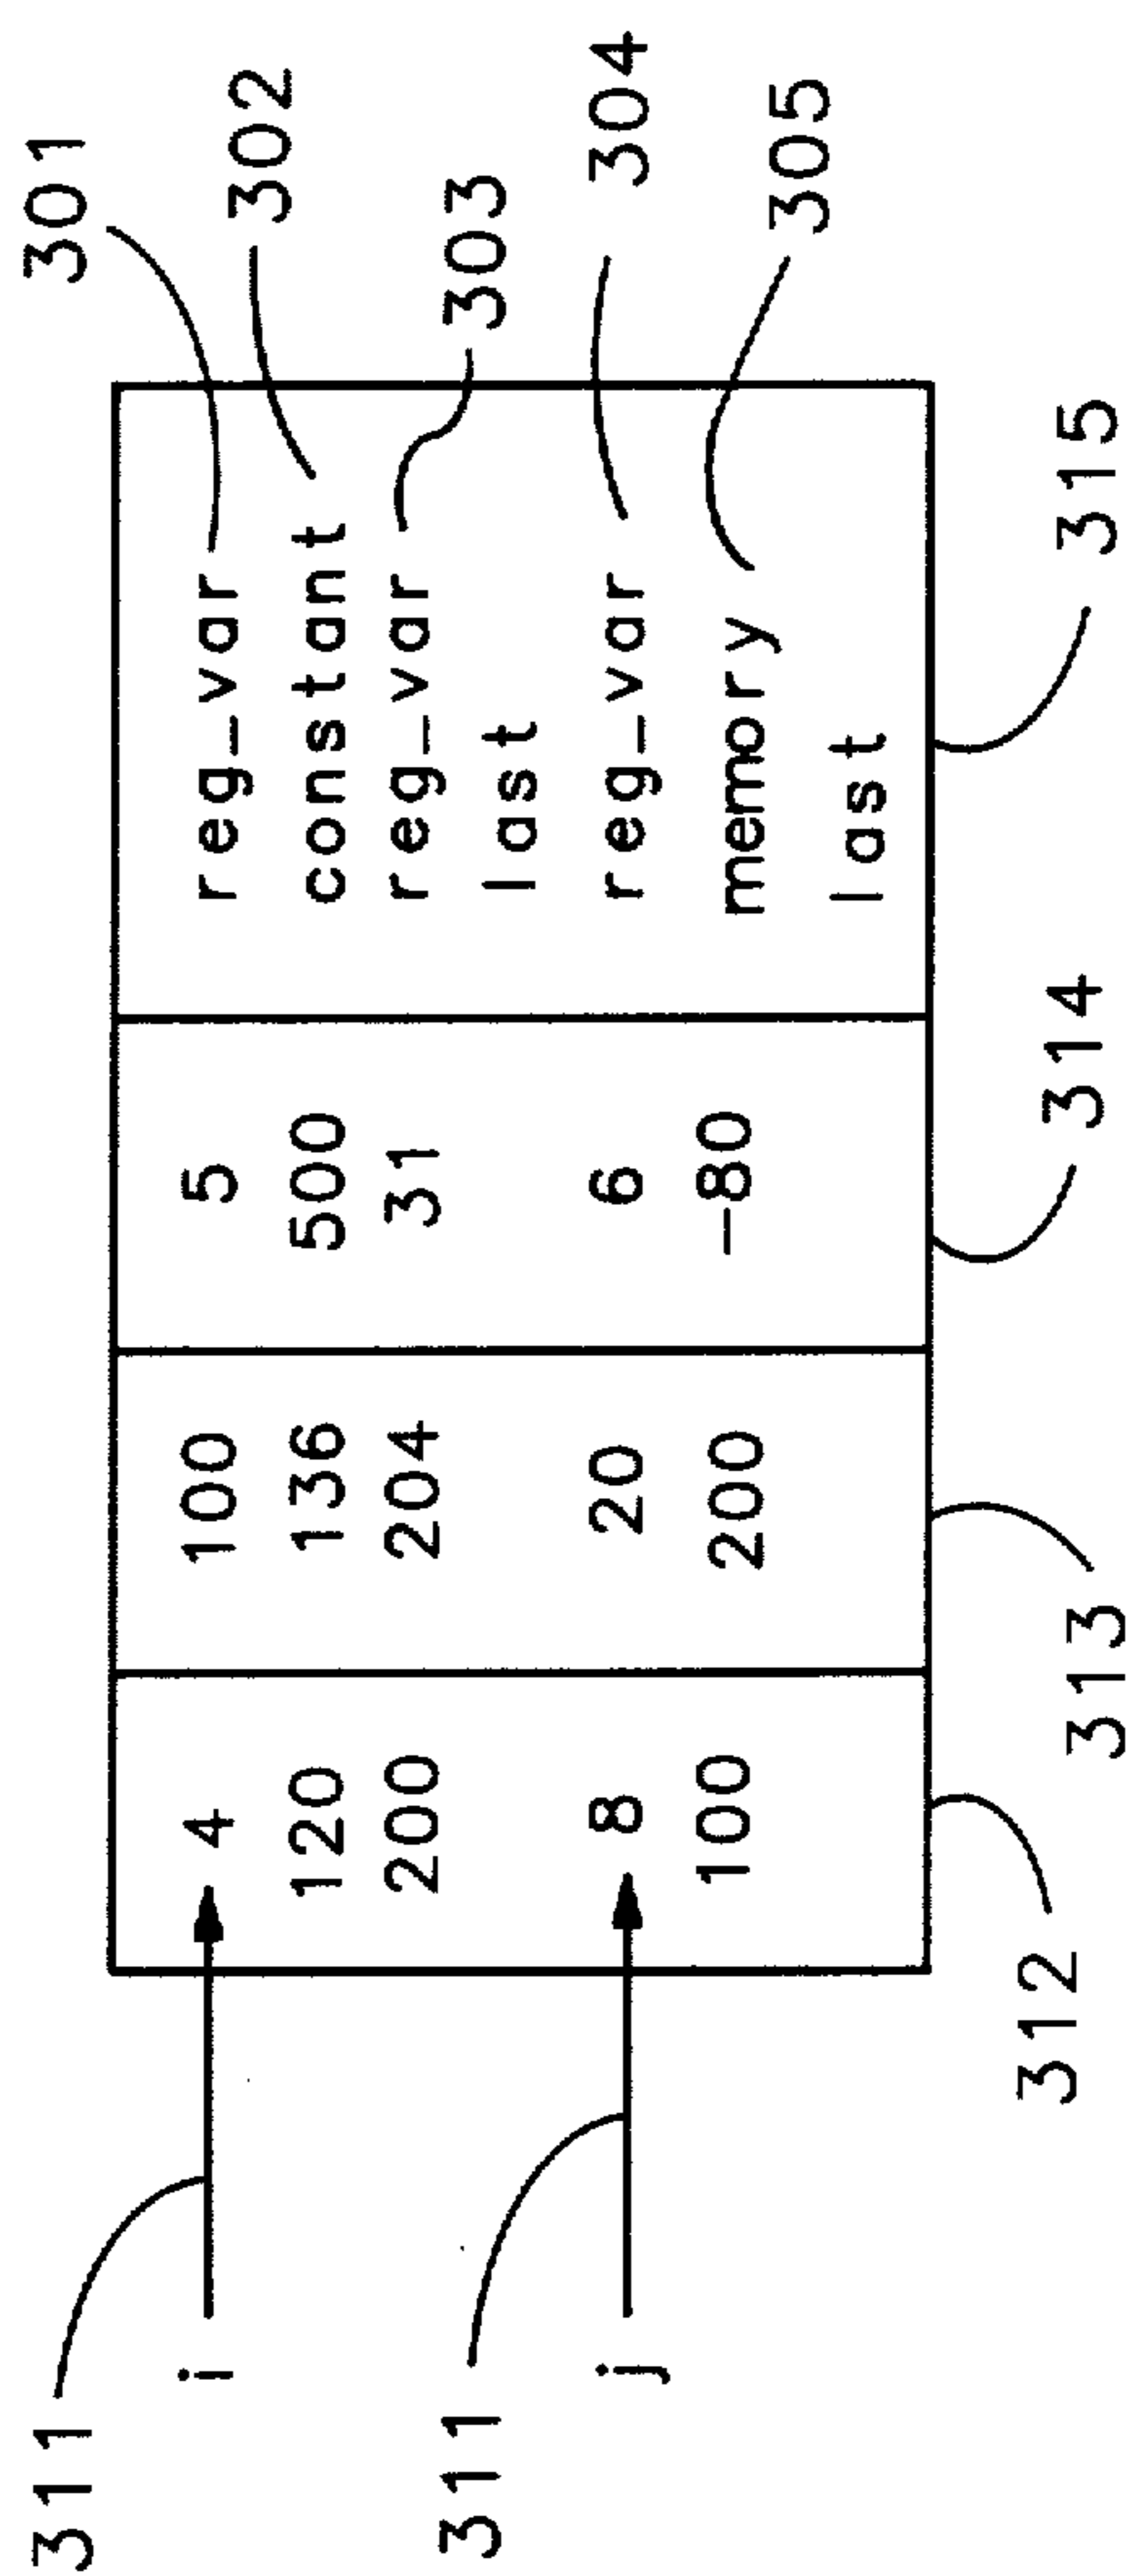 311 301
302
i 4 100 5 reg_var
120 136 500 constant
200 204 31 reg_var
311 303
last
j 8 20 6 reg_var 304
100 200 -80 memory
305
last
312 313 314 315